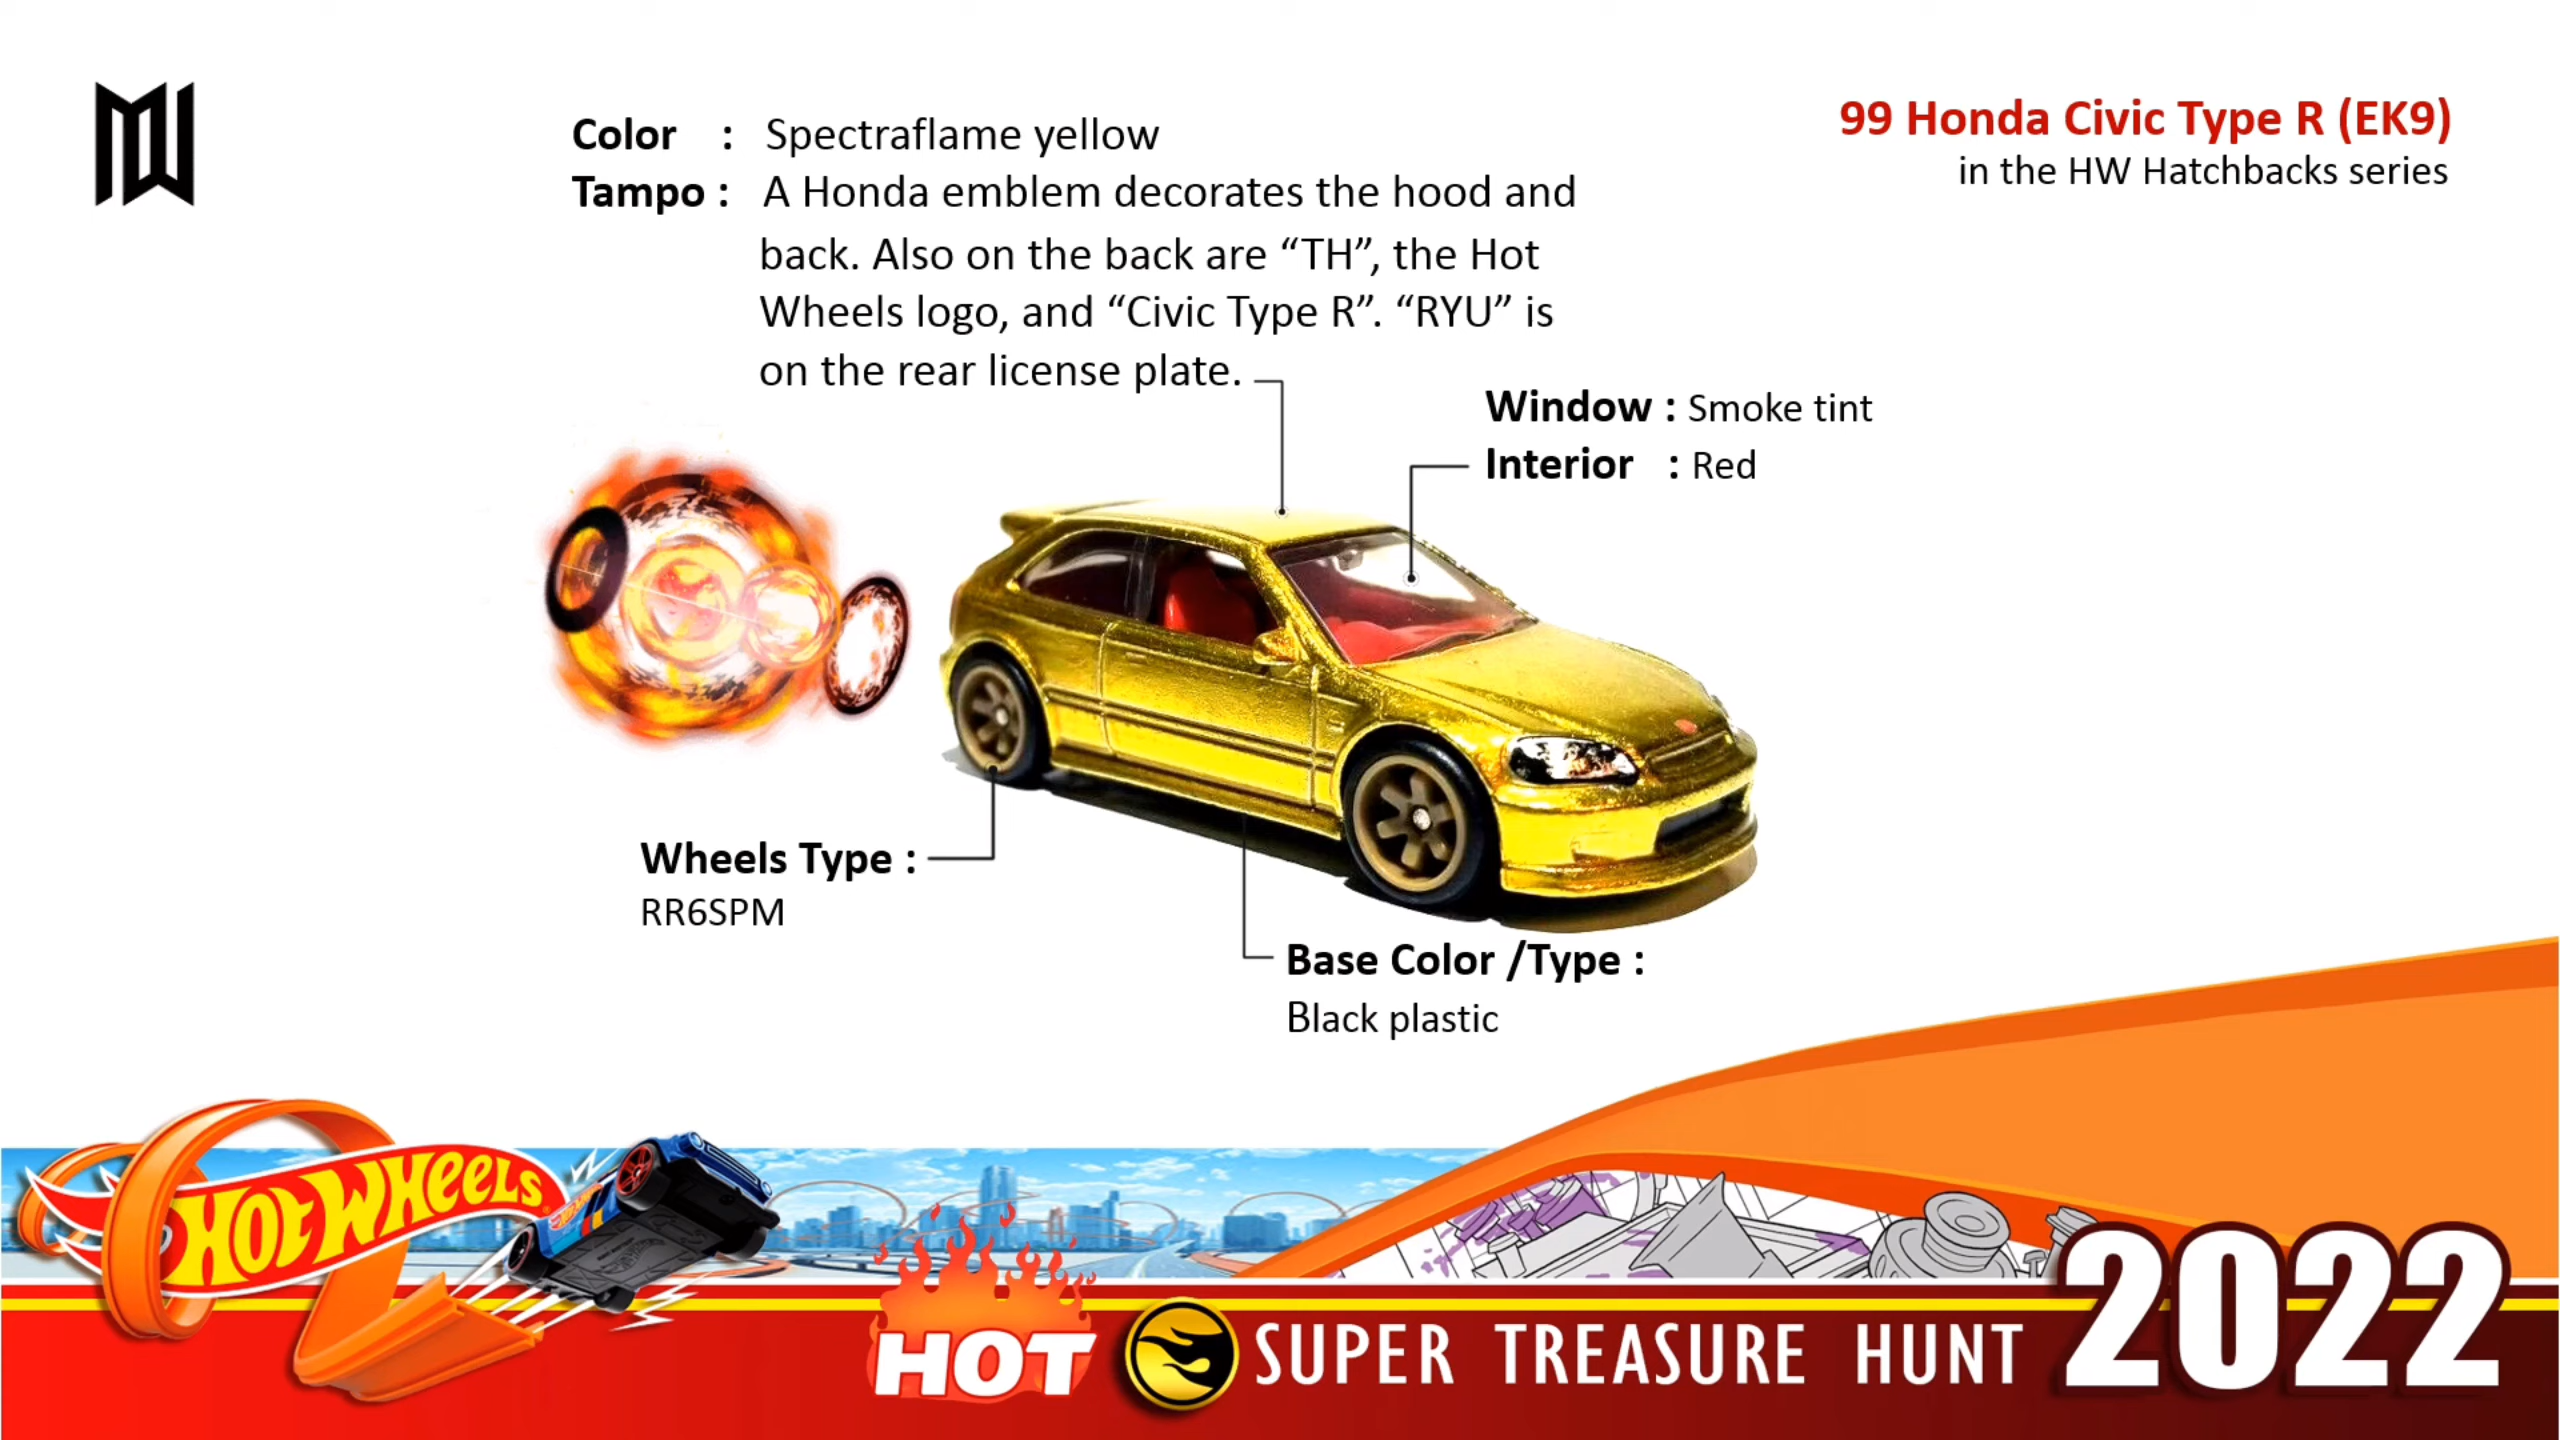 99 Honda Civic Type R (EK9)
in the HW Hatchbacks series
Color : Spectraflame yellow
Tampo : A Honda emblem decorates the hood and
back. Also on the back are “TH”, the Hot
Wheels logo, and “Civic Type R”. “RYU” is
on the rear license plate.
Window : Smoke tint
Interior : Red
Wheels Type :
RR6SPM
Base Color /Type :
Black plastic
HOT WHEELS
HOT
SUPER TREASURE HUNT
2022